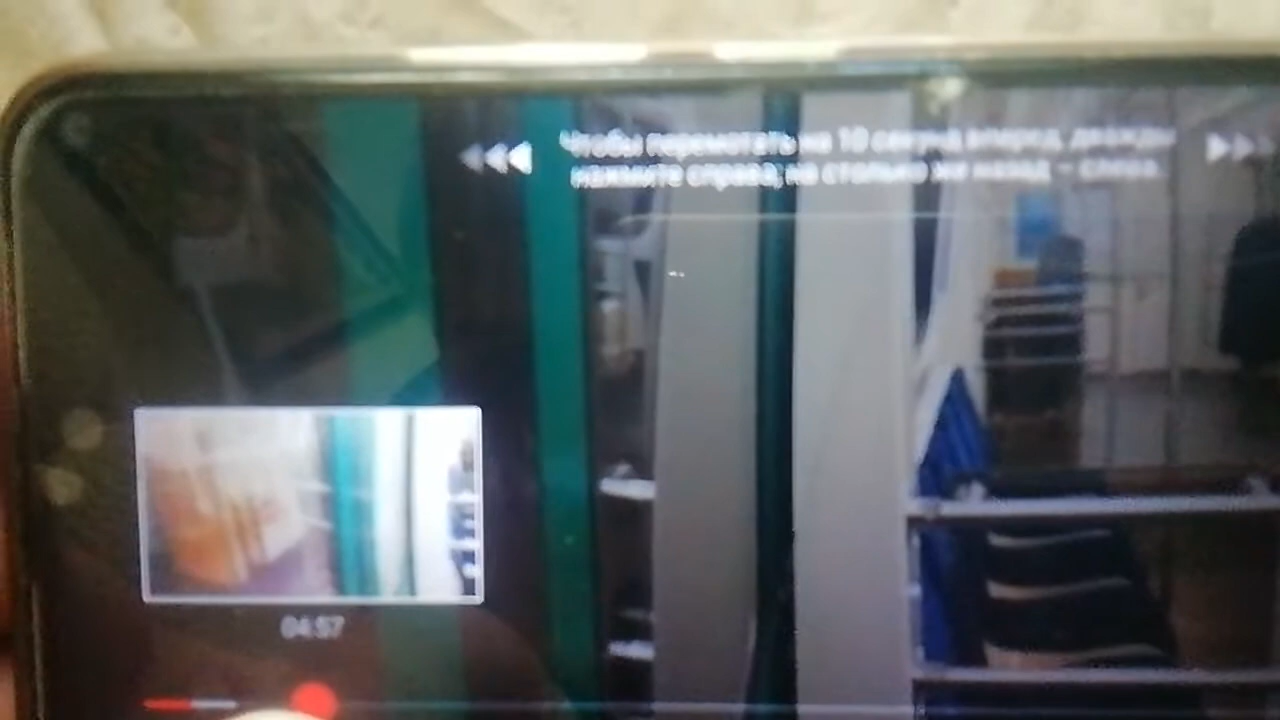 Чтобы перемотать на 10 секунд вперед, дважды
нажмите справа, на столько же назад – слева.
04:57